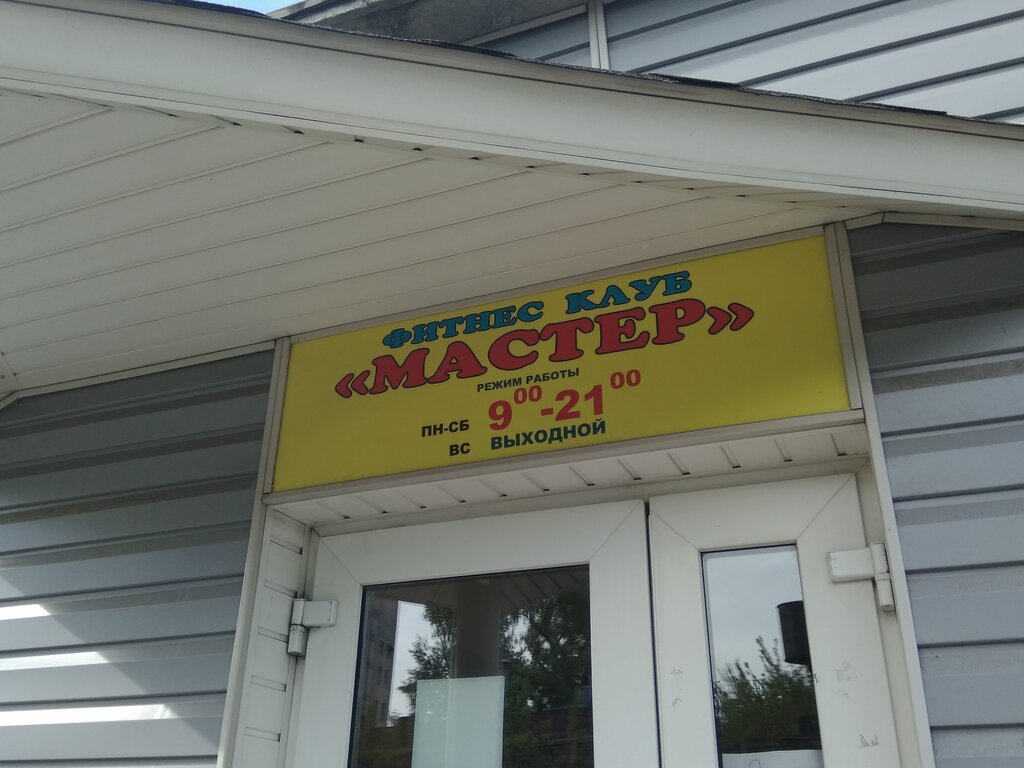 ФИТНЕС КЛУБ
«МАСТЕР»
РЕЖИМ РАБОТЫ
ПН-СБ 9⁰⁰-21⁰⁰
ВС ВЫХОДНОЙ